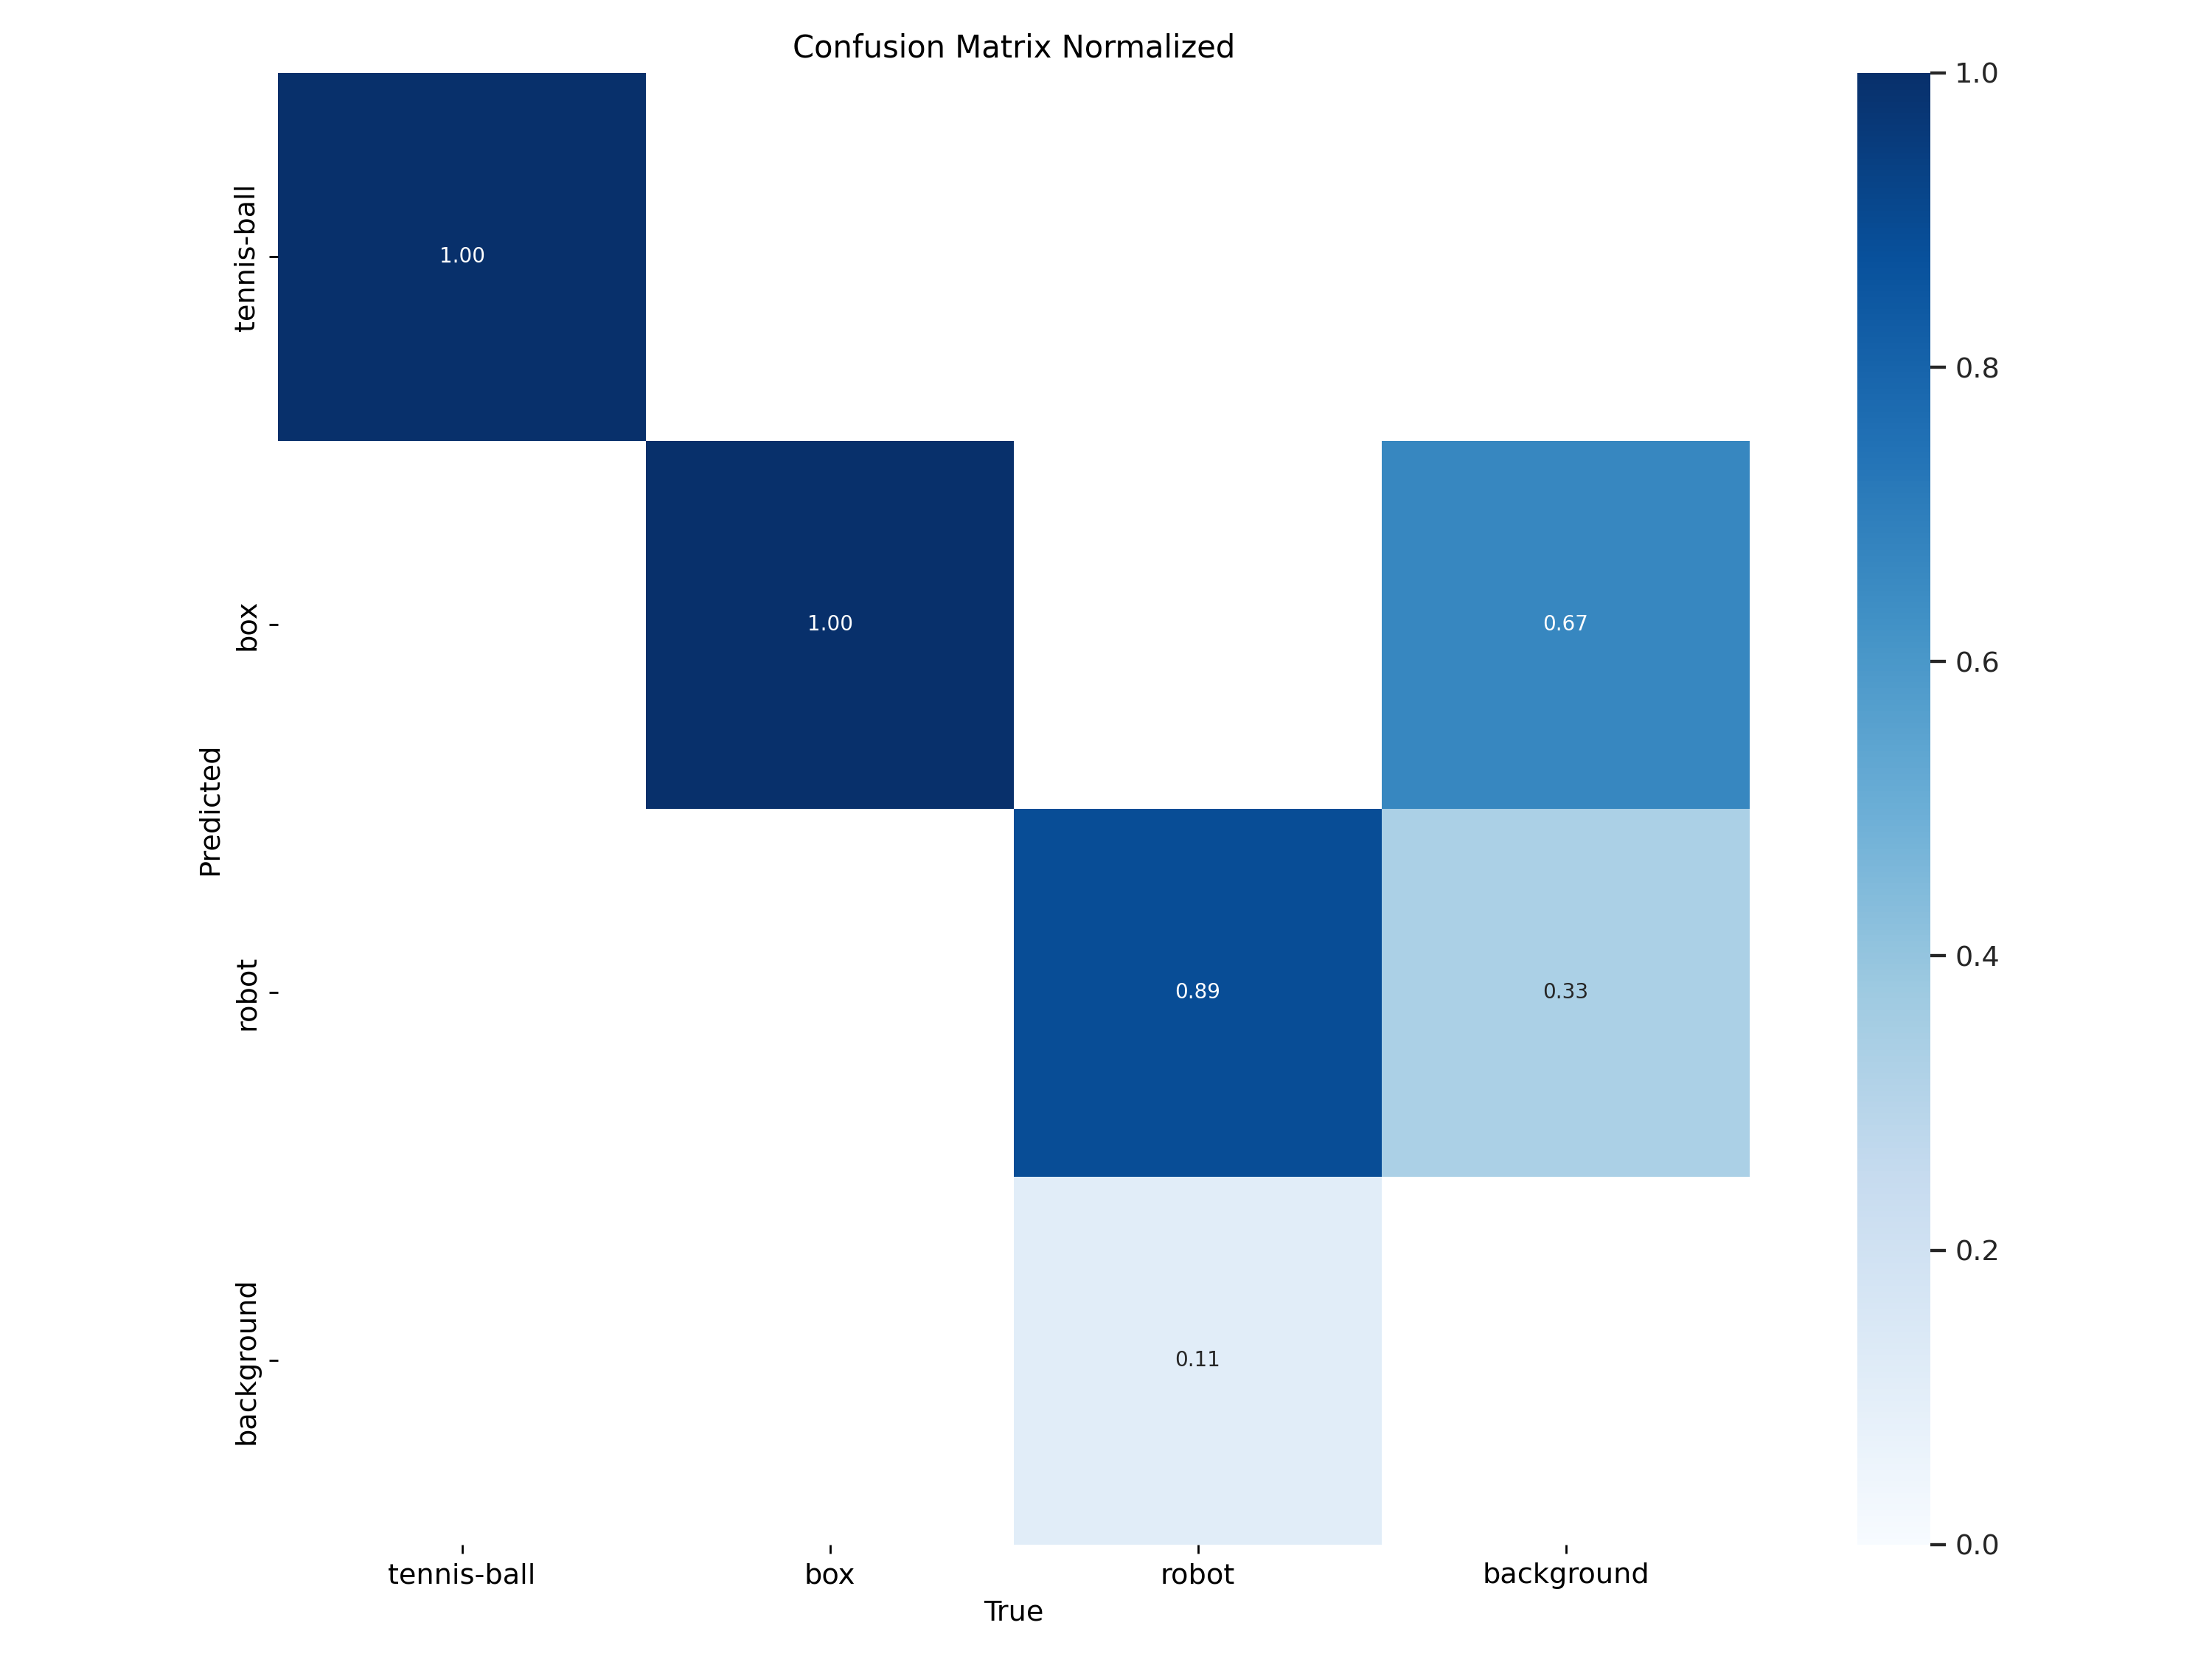 Confusion Matrix Normalized
tennis-ball
box
robot
background
Predicted
1.00
1.00
0.67
0.89
0.33
0.11
tennis-ball
box
robot
background
True
1.0
0.8
0.6
0.4
0.2
0.0